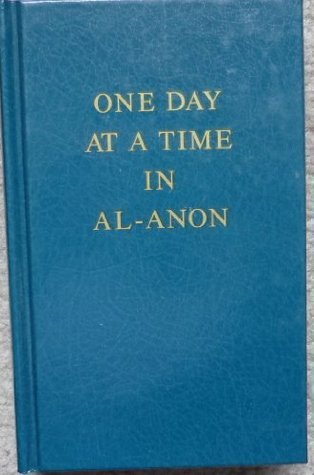 ONE DAY
AT A TIME
IN
AL-ANON